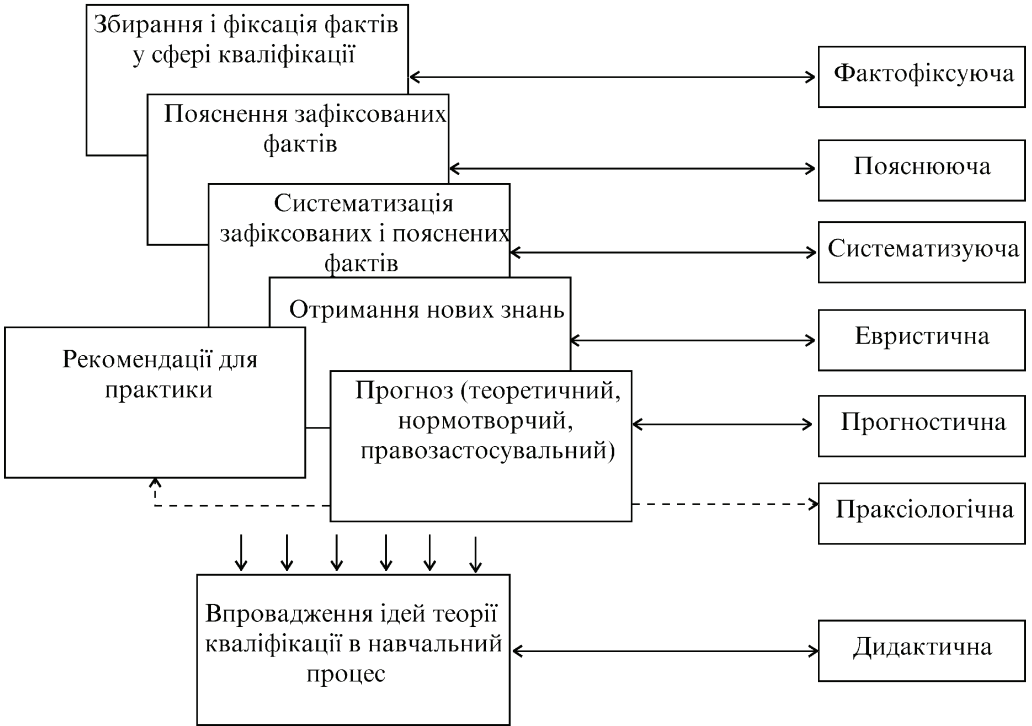 Збирання і фіксація фактів
у сфері кваліфікації
Фактофіксуюча
Пояснення зафіксованих
фактів
Пояснююча
Систематизація
зафіксованих і пояснених
фактів
Систематизуюча
Отримання нових знань
Евристична
Рекомендації для
практики
Прогноз (теоретичний,
нормотворчий,
правозастосувальний)
Прогностична
Праксіологічна
Впровадження ідей теорії
кваліфікації в навчальний
процес
Дидактична